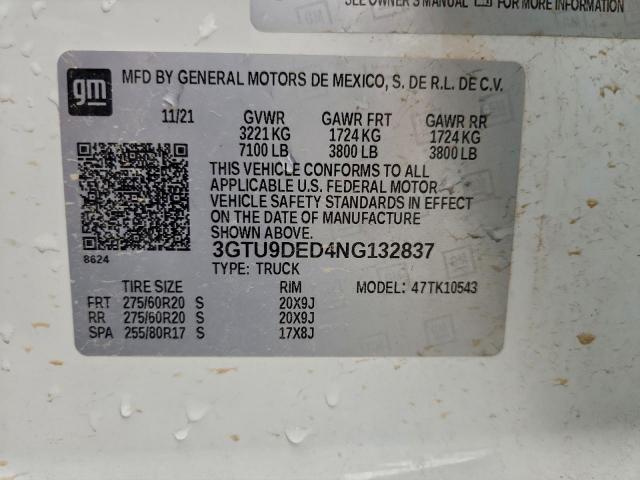 SEE OWNER'S MANUAL FOR MORE INFORMATION
gm
MFD BY GENERAL MOTORS DE MEXICO, S. DE R.L. DE C.V.
11/21 GVWR GAWR FRT GAWR RR
3221 KG 1724 KG 1724 KG
7100 LB 3800 LB 3800 LB
THIS VEHICLE CONFORMS TO ALL
APPLICABLE U.S. FEDERAL MOTOR
VEHICLE SAFETY STANDARDS IN EFFECT
ON THE DATE OF MANUFACTURE
SHOWN ABOVE.
3GTU9DED4NG132837
8624
TYPE: TRUCK
TIRE SIZE RIM MODEL: 47TK10543
FRT 275/60R20 S 20X9J
RR 275/60R20 S 20X9J
SPA 255/80R17 S 17X8J